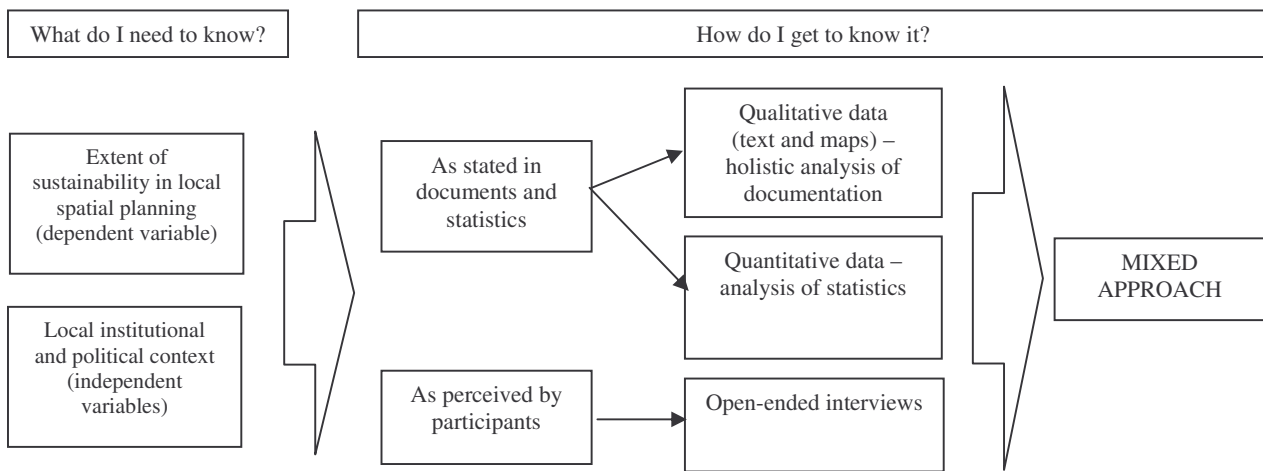 What do I need to know?
How do I get to know it?
Extent of
sustainability in local
spatial planning
(dependent variable)
Local institutional
and political context
(independent
variables)
As stated in
documents and
statistics
As perceived by
participants
Qualitative data
(text and maps) –
holistic analysis of
documentation
Quantitative data –
analysis of statistics
Open-ended interviews
MIXED
APPROACH